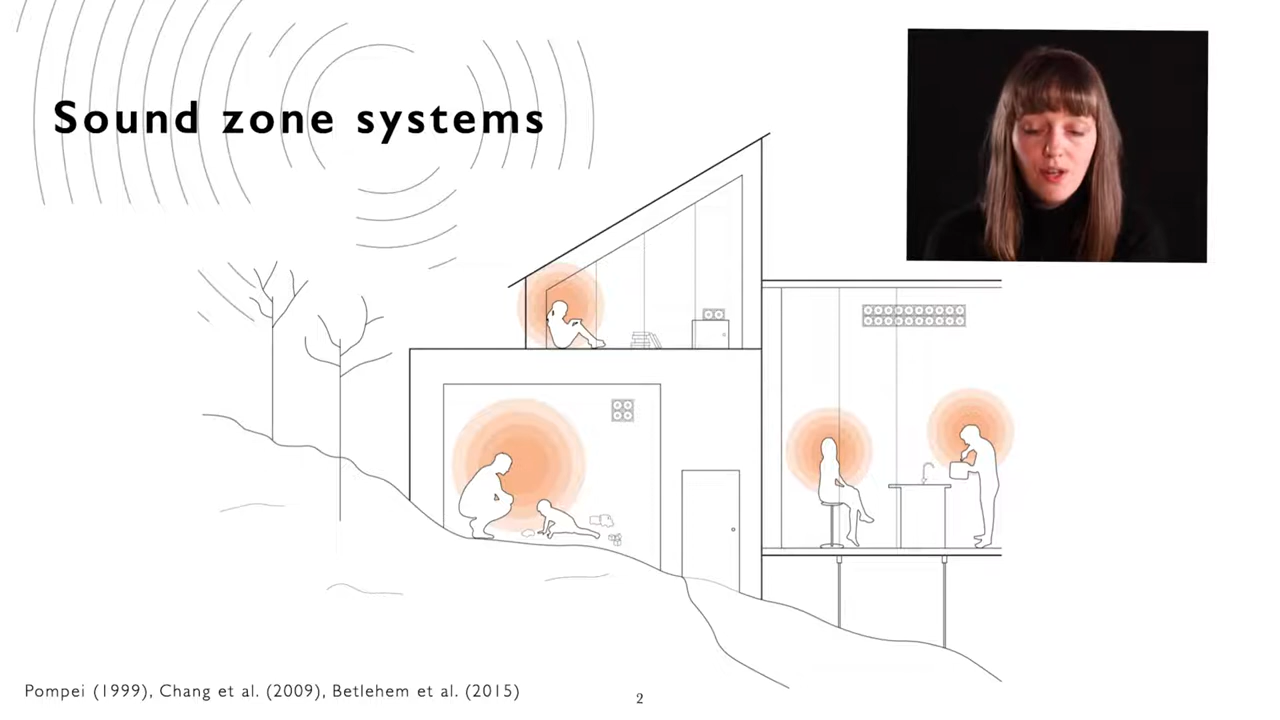 Sound zone systems
Pompei (1999), Chang et al. (2009), Betlehem et al. (2015)
2